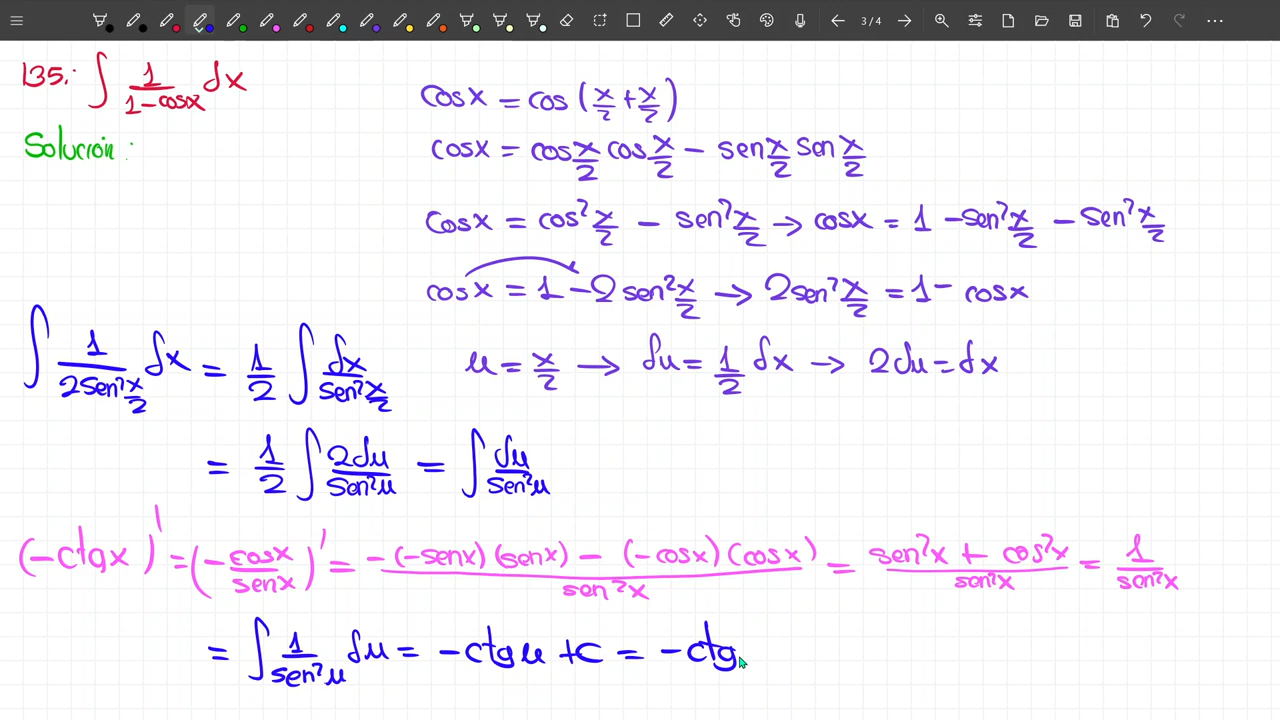 3/4
135. ∫ 1/(1-cosx) dx
Solución:
cosx = cos (x/2 + x/2)
cosx = cos x/2 cos x/2 - sen x/2 sen x/2
cosx = cos² x/2 - sen² x/2 → cosx = 1 - sen² x/2 - sen² x/2
cosx = 1 - 2sen² x/2 → 2sen² x/2 = 1 - cosx
∫ 1/(2sen² x/2) dx = 1/2 ∫ dx/(sen² x/2)
u = x/2 → du = 1/2 dx → 2du = dx
= 1/2 ∫ 2du/sen²u = ∫ du/sen²u
(-ctgx)' = (-cosx/senx)' = (-(-senx)(senx) - (-cosx)(cosx))/sen²x = (sen²x + cos²x)/sen²x = 1/sen²x
= ∫ 1/sen²u du = -ctgu + c = -ctg